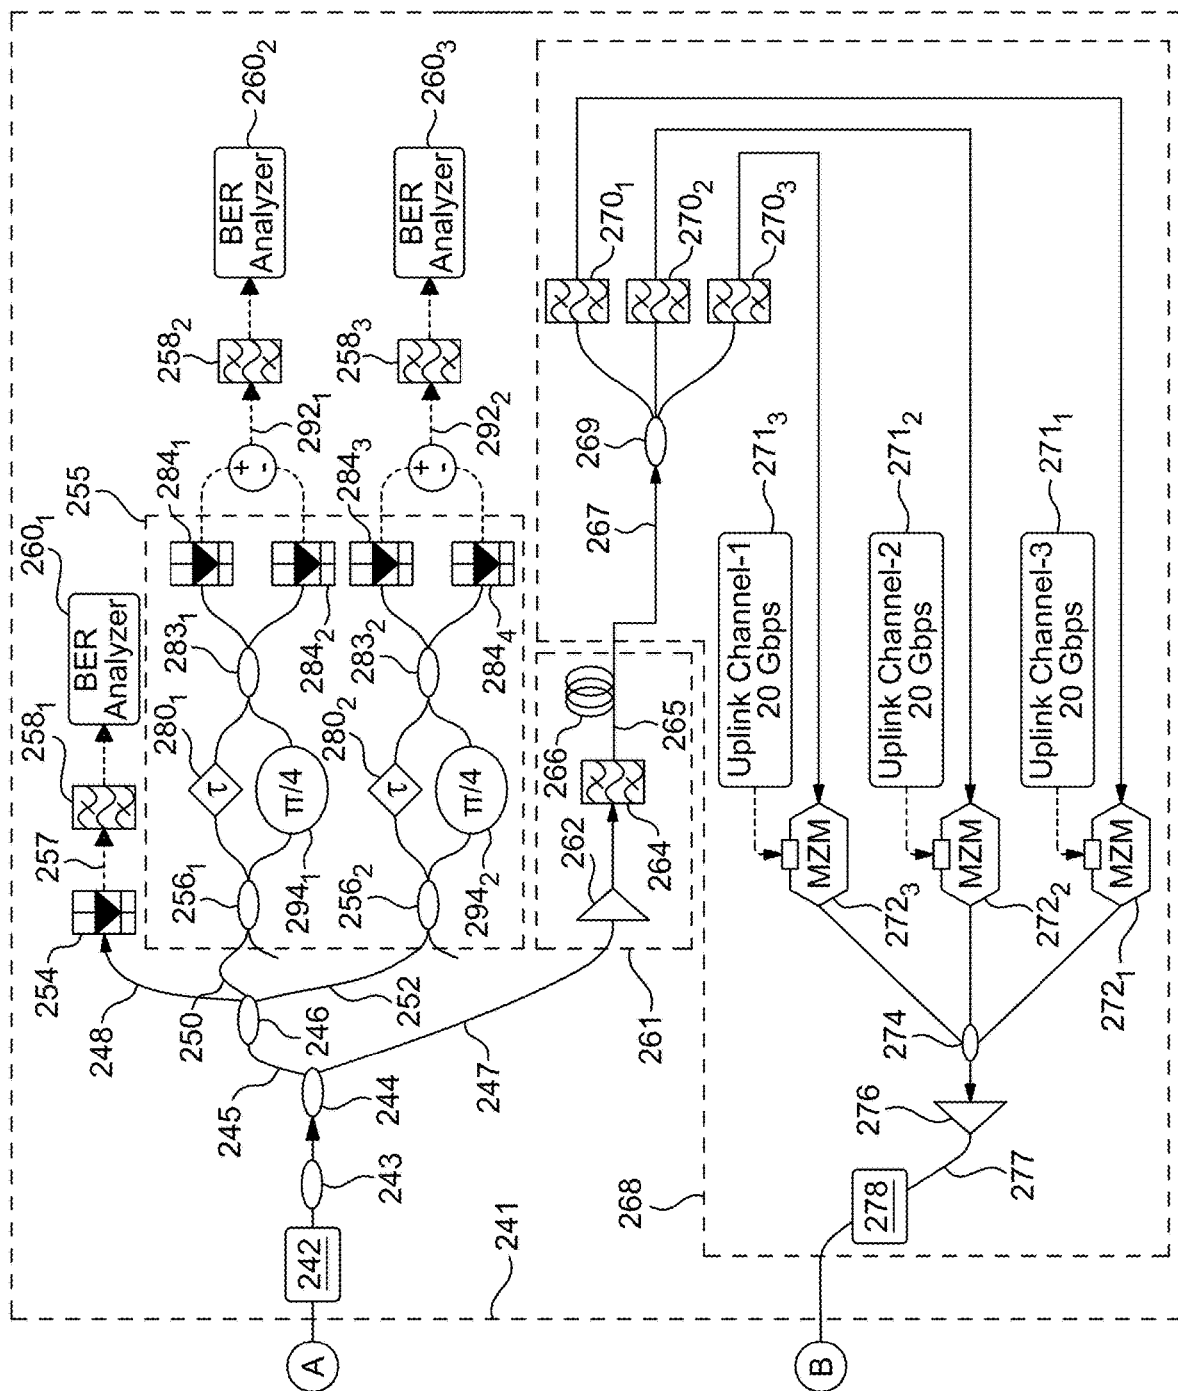 260₁
BER
Analyzer
258₁
257
254
248
260₂
BER
Analyzer
258₂
292₁
284₁
255
283₁
280₁
τ
π/4
256₁
294₁
250
246
245
+
-
284₂
260₃
BER
Analyzer
258₃
292₂
284₃
283₂
280₂
τ
π/4
256₂
294₂
252
247
244
243
242
A
241
+
-
284₄
266
265
264
262
261
267
269
270₁
270₂
270₃
268
271₃
Uplink Channel-1
20 Gbps
MZM
272₃
271₂
Uplink Channel-2
20 Gbps
MZM
272₂
271₁
Uplink Channel-3
20 Gbps
MZM
272₁
274
276
277
278
B